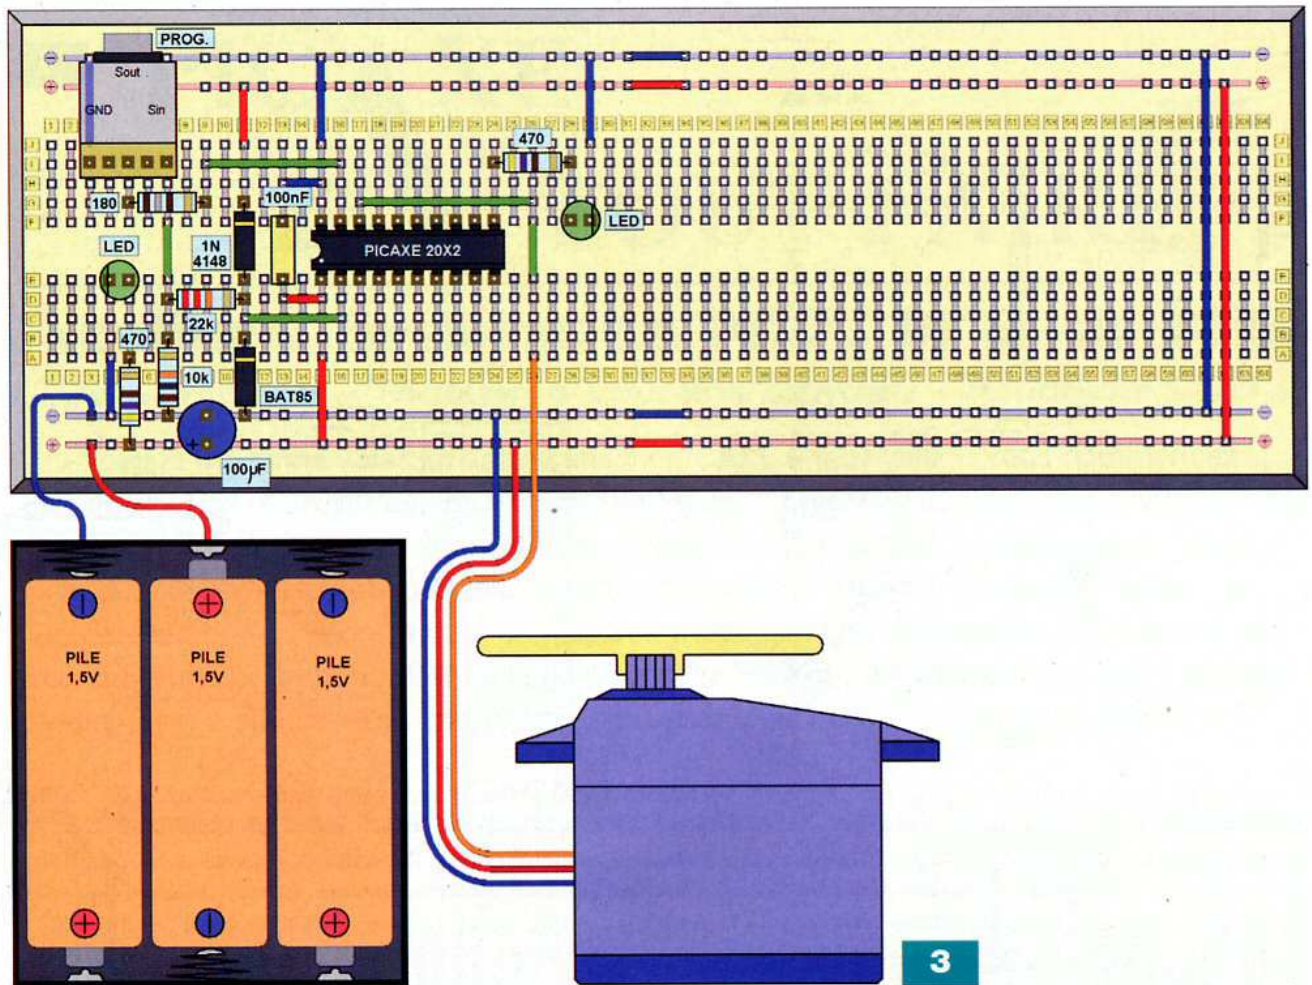 PROG.
Sout
GND Sin
470
180
100nF
LED
LED
1N
4148
PICAXE 20X2
22k
470
10k
BAT85
100µF
PILE
1,5V
PILE
1,5V
PILE
1,5V
3